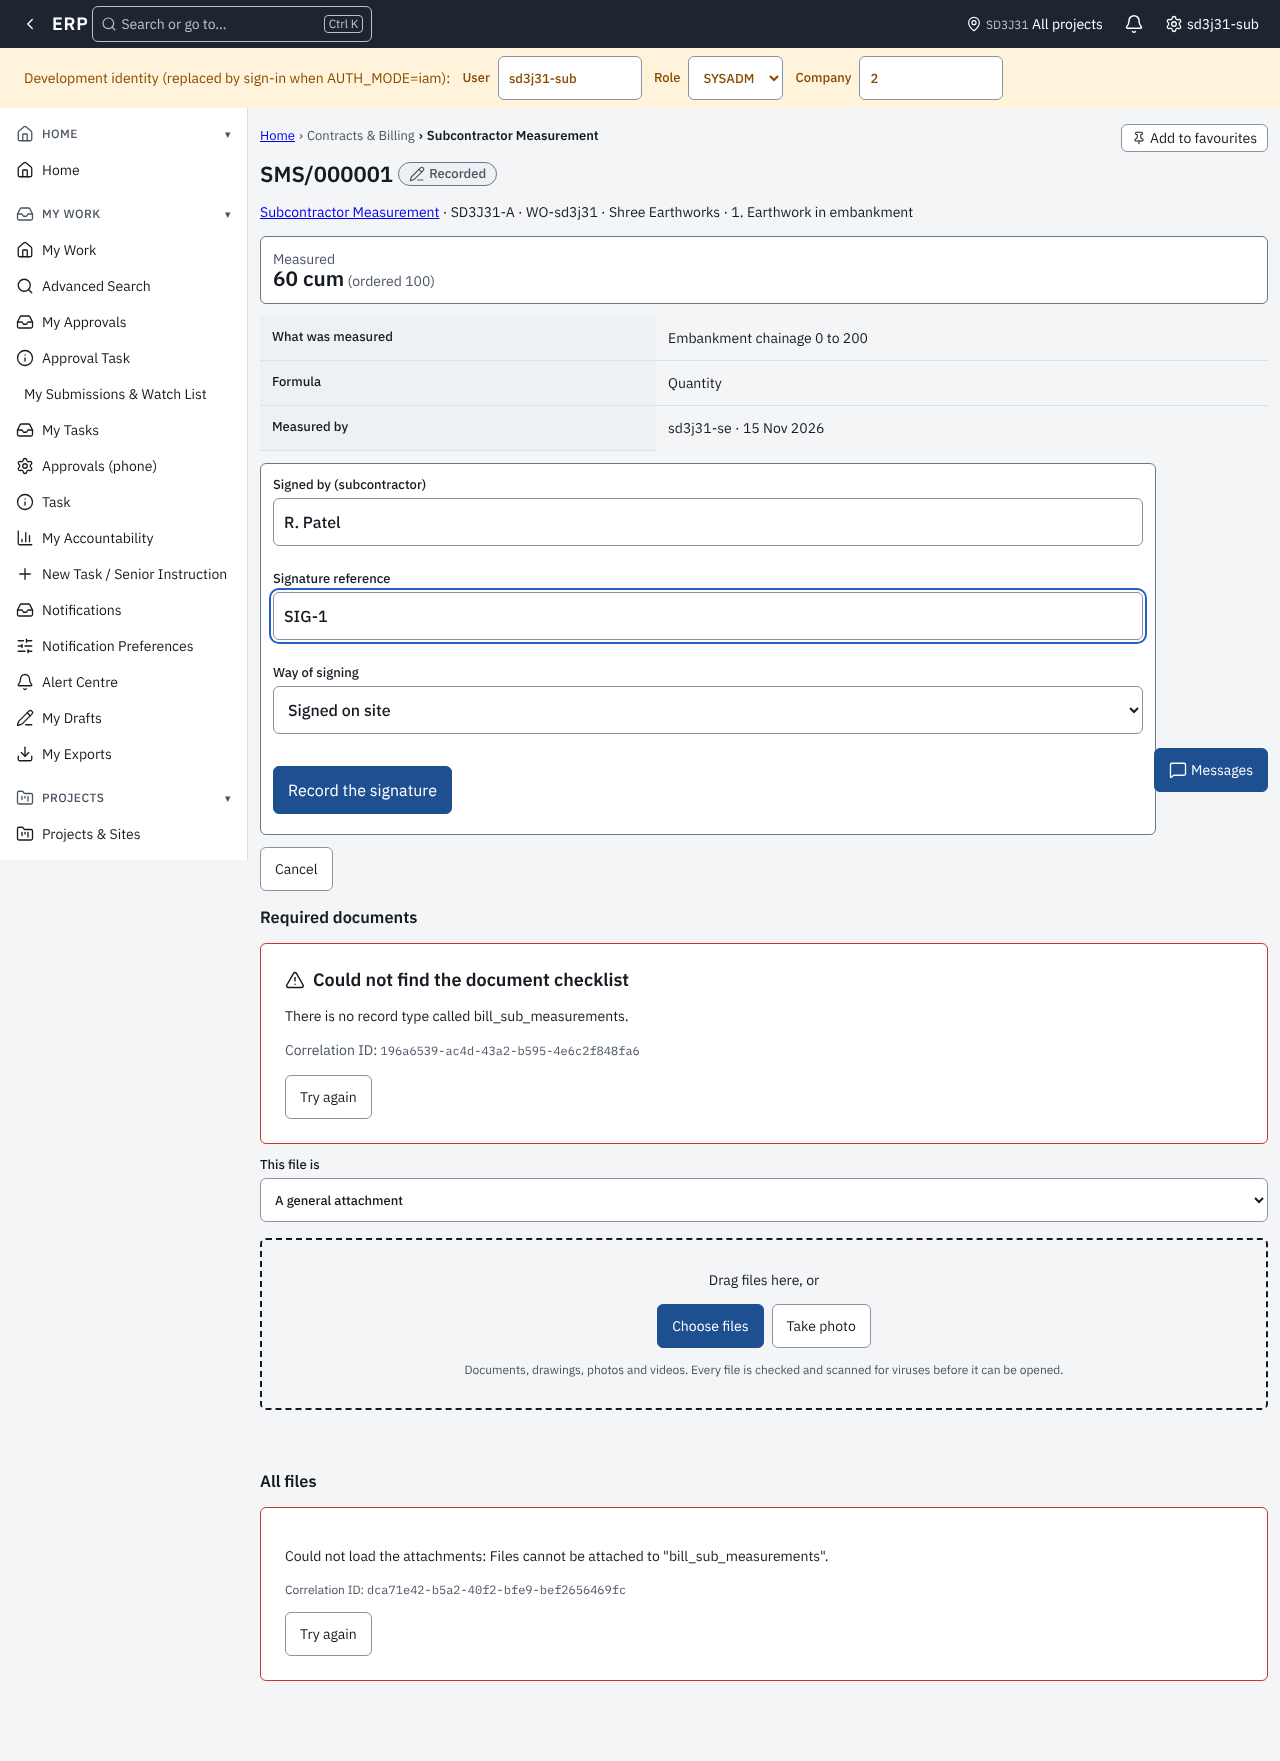 ERP
Search or go to...
Ctrl K
SD3J31 All projects
sd3j31-sub
Development identity (replaced by sign-in when AUTH_MODE=iam):
User
sd3j31-sub
Role
SYSADM
Company
2
HOME
Home
MY WORK
My Work
Advanced Search
My Approvals
Approval Task
My Submissions & Watch List
My Tasks
Approvals (phone)
Task
My Accountability
New Task / Senior Instruction
Notifications
Notification Preferences
Alert Centre
My Drafts
My Exports
PROJECTS
Projects & Sites
Home › Contracts & Billing › Subcontractor Measurement
Add to favourites
SMS/000001
Recorded
Subcontractor Measurement · SD3J31-A · WO-sd3j31 · Shree Earthworks · 1. Earthwork in embankment
Measured
60 cum (ordered 100)
What was measured
Embankment chainage 0 to 200
Formula
Quantity
Measured by
sd3j31-se · 15 Nov 2026
Signed by (subcontractor)
R. Patel
Signature reference
SIG-1
Way of signing
Signed on site
Record the signature
Messages
Cancel
Required documents
Could not find the document checklist
There is no record type called bill_sub_measurements.
Correlation ID: 196a6539-ac4d-43a2-b595-4e6c2f848fa6
Try again
This file is
A general attachment
Drag files here, or
Choose files
Take photo
Documents, drawings, photos and videos. Every file is checked and scanned for viruses before it can be opened.
All files
Could not load the attachments: Files cannot be attached to "bill_sub_measurements".
Correlation ID: dca71e42-b5a2-40f2-bfe9-bef2656469fc
Try again